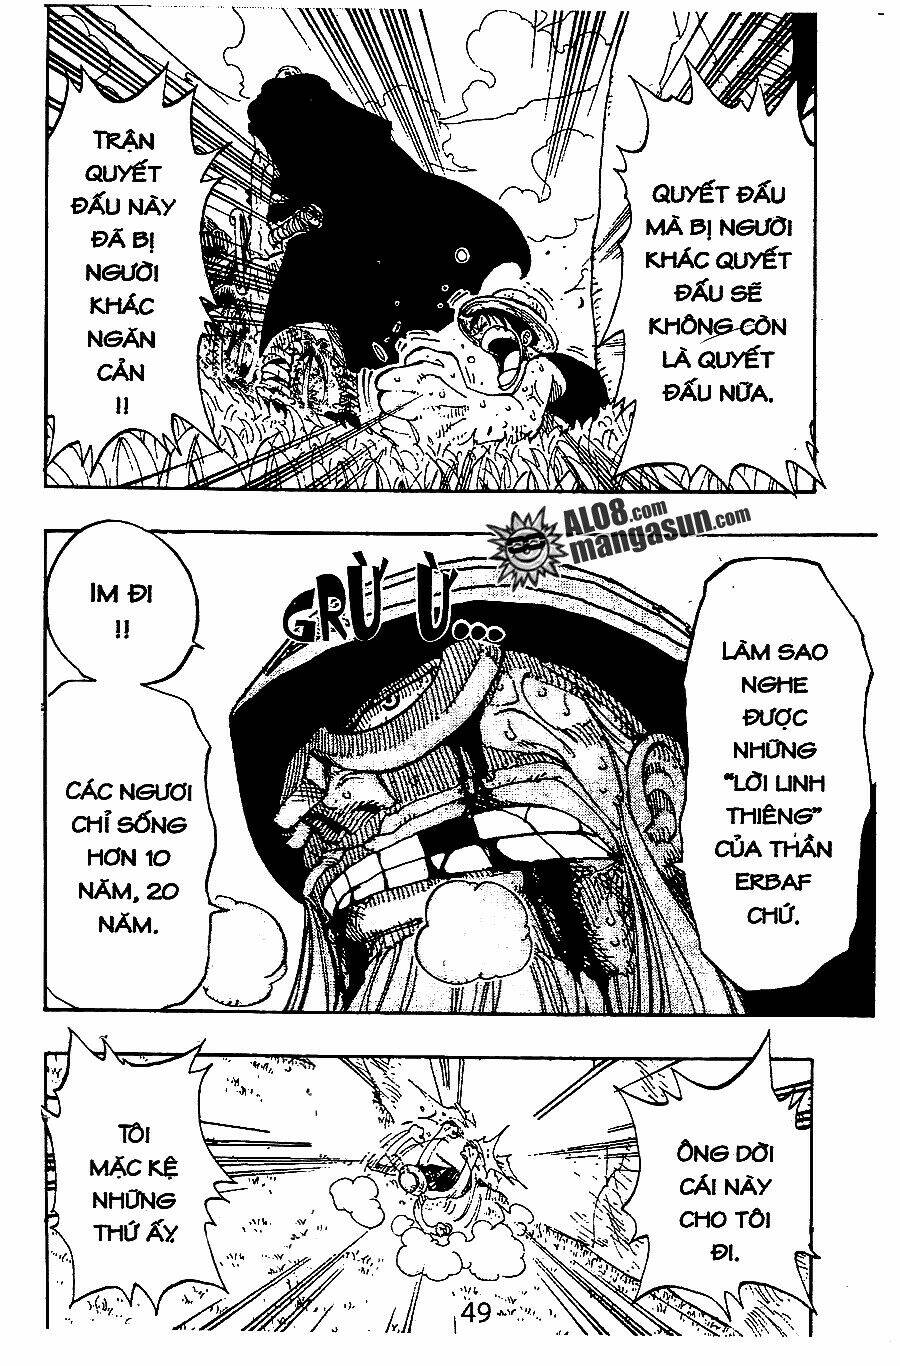 TRẬN
QUYẾT
ĐẤU NÀY
ĐÃ BỊ
NGƯỜI
KHÁC
NGĂN
CẢN
!!
QUYẾT ĐẤU
MÀ BỊ NGƯỜI
KHÁC QUYẾT
ĐẤU SẼ
KHÔNG CÒN
LÀ QUYẾT
ĐẤU NỮA.
AL08.com
mangasun.com
IM ĐI
!!
GRỪ Ừ...
CÁC NGƯƠI
CHỈ SỐNG
HƠN 10
NĂM, 20
NĂM.
LÀM SAO
NGHE
ĐƯỢC
NHỮNG
“LỜI LINH
THIÊNG”
CỦA THẦN
ERBAF
CHỨ.
TÔI
MẶC KỆ
NHỮNG
THỨ ẤY.
ÔNG DỜI
CÁI NÀY
CHO TÔI
ĐI.
49